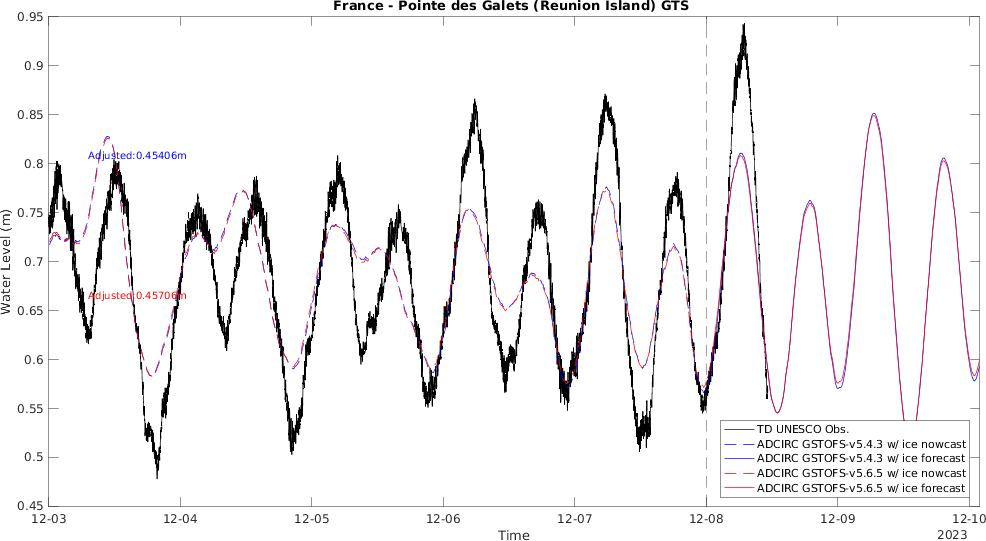 France - Pointe des Galets (Reunion Island) GTS
0.95
0.9
0.85
0.8
0.75
0.7
0.65
0.6
0.55
0.5
0.45
Water Level (m)
Adjusted:0.45406m
Adjusted:0.45706m
TD UNESCO Obs.
ADCIRC GSTOFS-v5.4.3 w/ ice nowcast
ADCIRC GSTOFS-v5.4.3 w/ ice forecast
ADCIRC GSTOFS-v5.6.5 w/ ice nowcast
ADCIRC GSTOFS-v5.6.5 w/ ice forecast
12-03 12-04 12-05 12-06 12-07 12-08 12-09 12-10
Time 2023